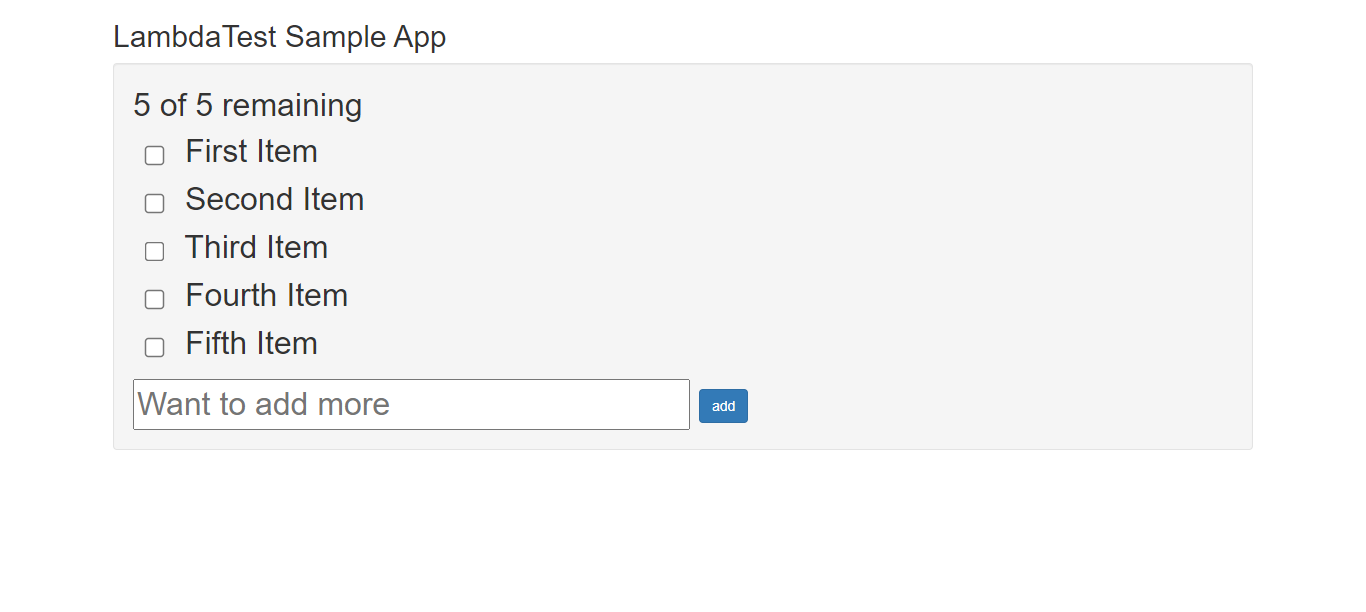 LambdaTest Sample App
5 of 5 remaining
First Item
Second Item
Third Item
Fourth Item
Fifth Item
Want to add more
add